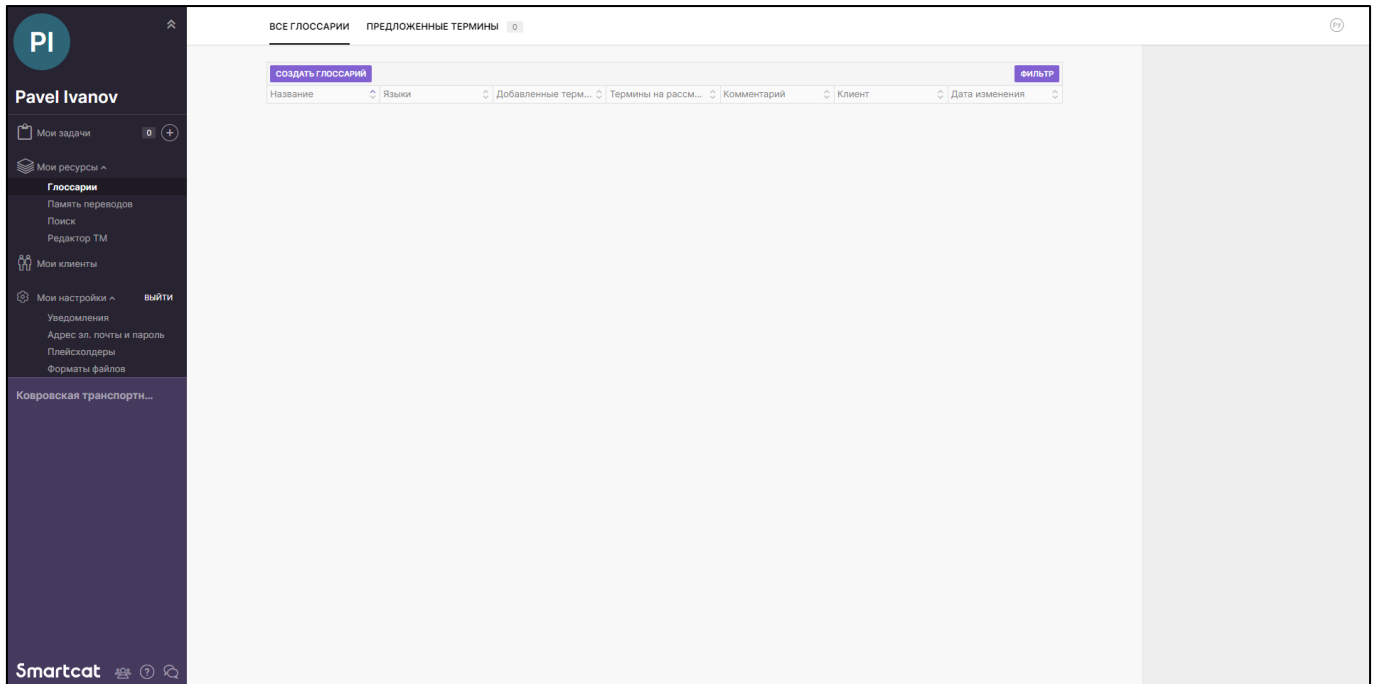 PI
Pavel Ivanov
Мои задачи 0
Мои ресурсы
Глоссарии
Память переводов
Поиск
Редактор ТМ
Мои клиенты
Мои настройки ВЫЙТИ
Уведомления
Адрес эл. почты и пароль
Плейсхолдеры
Форматы файлов
Ковровская транспортн...
Smartcat ?
ВСЕ ГЛОССАРИИ ПРЕДЛОЖЕННЫЕ ТЕРМИНЫ 0
РУ
СОЗДАТЬ ГЛОССАРИЙ ФИЛЬТР
Название Языки Добавленные терм... Термины на рассм... Комментарий Клиент Дата изменения